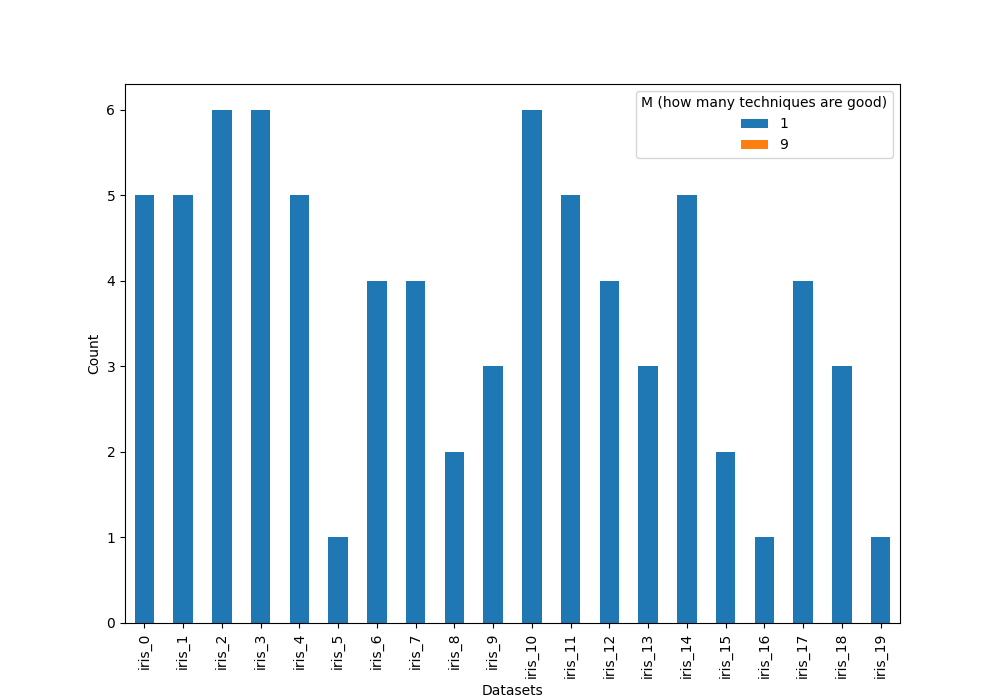 M (how many techniques are good)
1
9
6
5
4
3
2
1
0
Count
iris_0
iris_1
iris_2
iris_3
iris_4
iris_5
iris_6
iris_7
iris_8
iris_9
iris_10
iris_11
iris_12
iris_13
iris_14
iris_15
iris_16
iris_17
iris_18
iris_19
Datasets